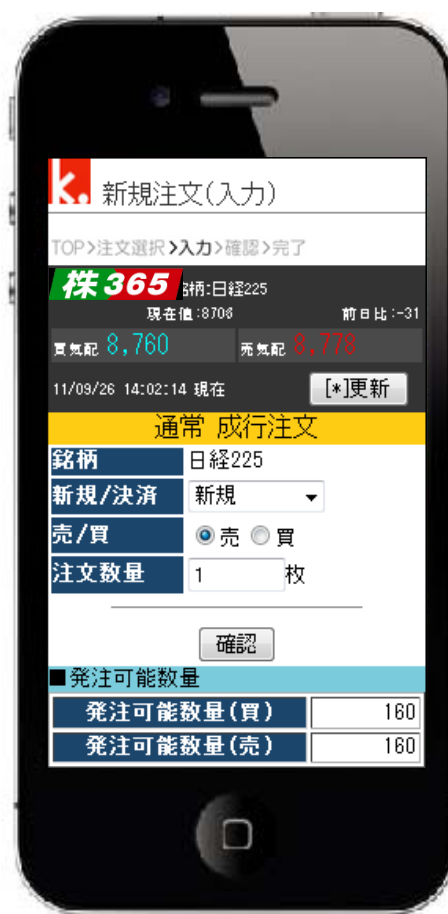 k. 新規注文(入力)
TOP>注文選択>入力>確認>完了
株365 銘柄:日経225
現在値:8706 前日比:-31
買気配 8,760 売気配 8,778
11/09/26 14:02:14 現在 [*]更新
通常 成行注文
銘柄 日経225
新規/決済 新規
売/買 売 買
注文数量 1 枚
確認
■発注可能数量
発注可能数量(買) 160
発注可能数量(売) 160